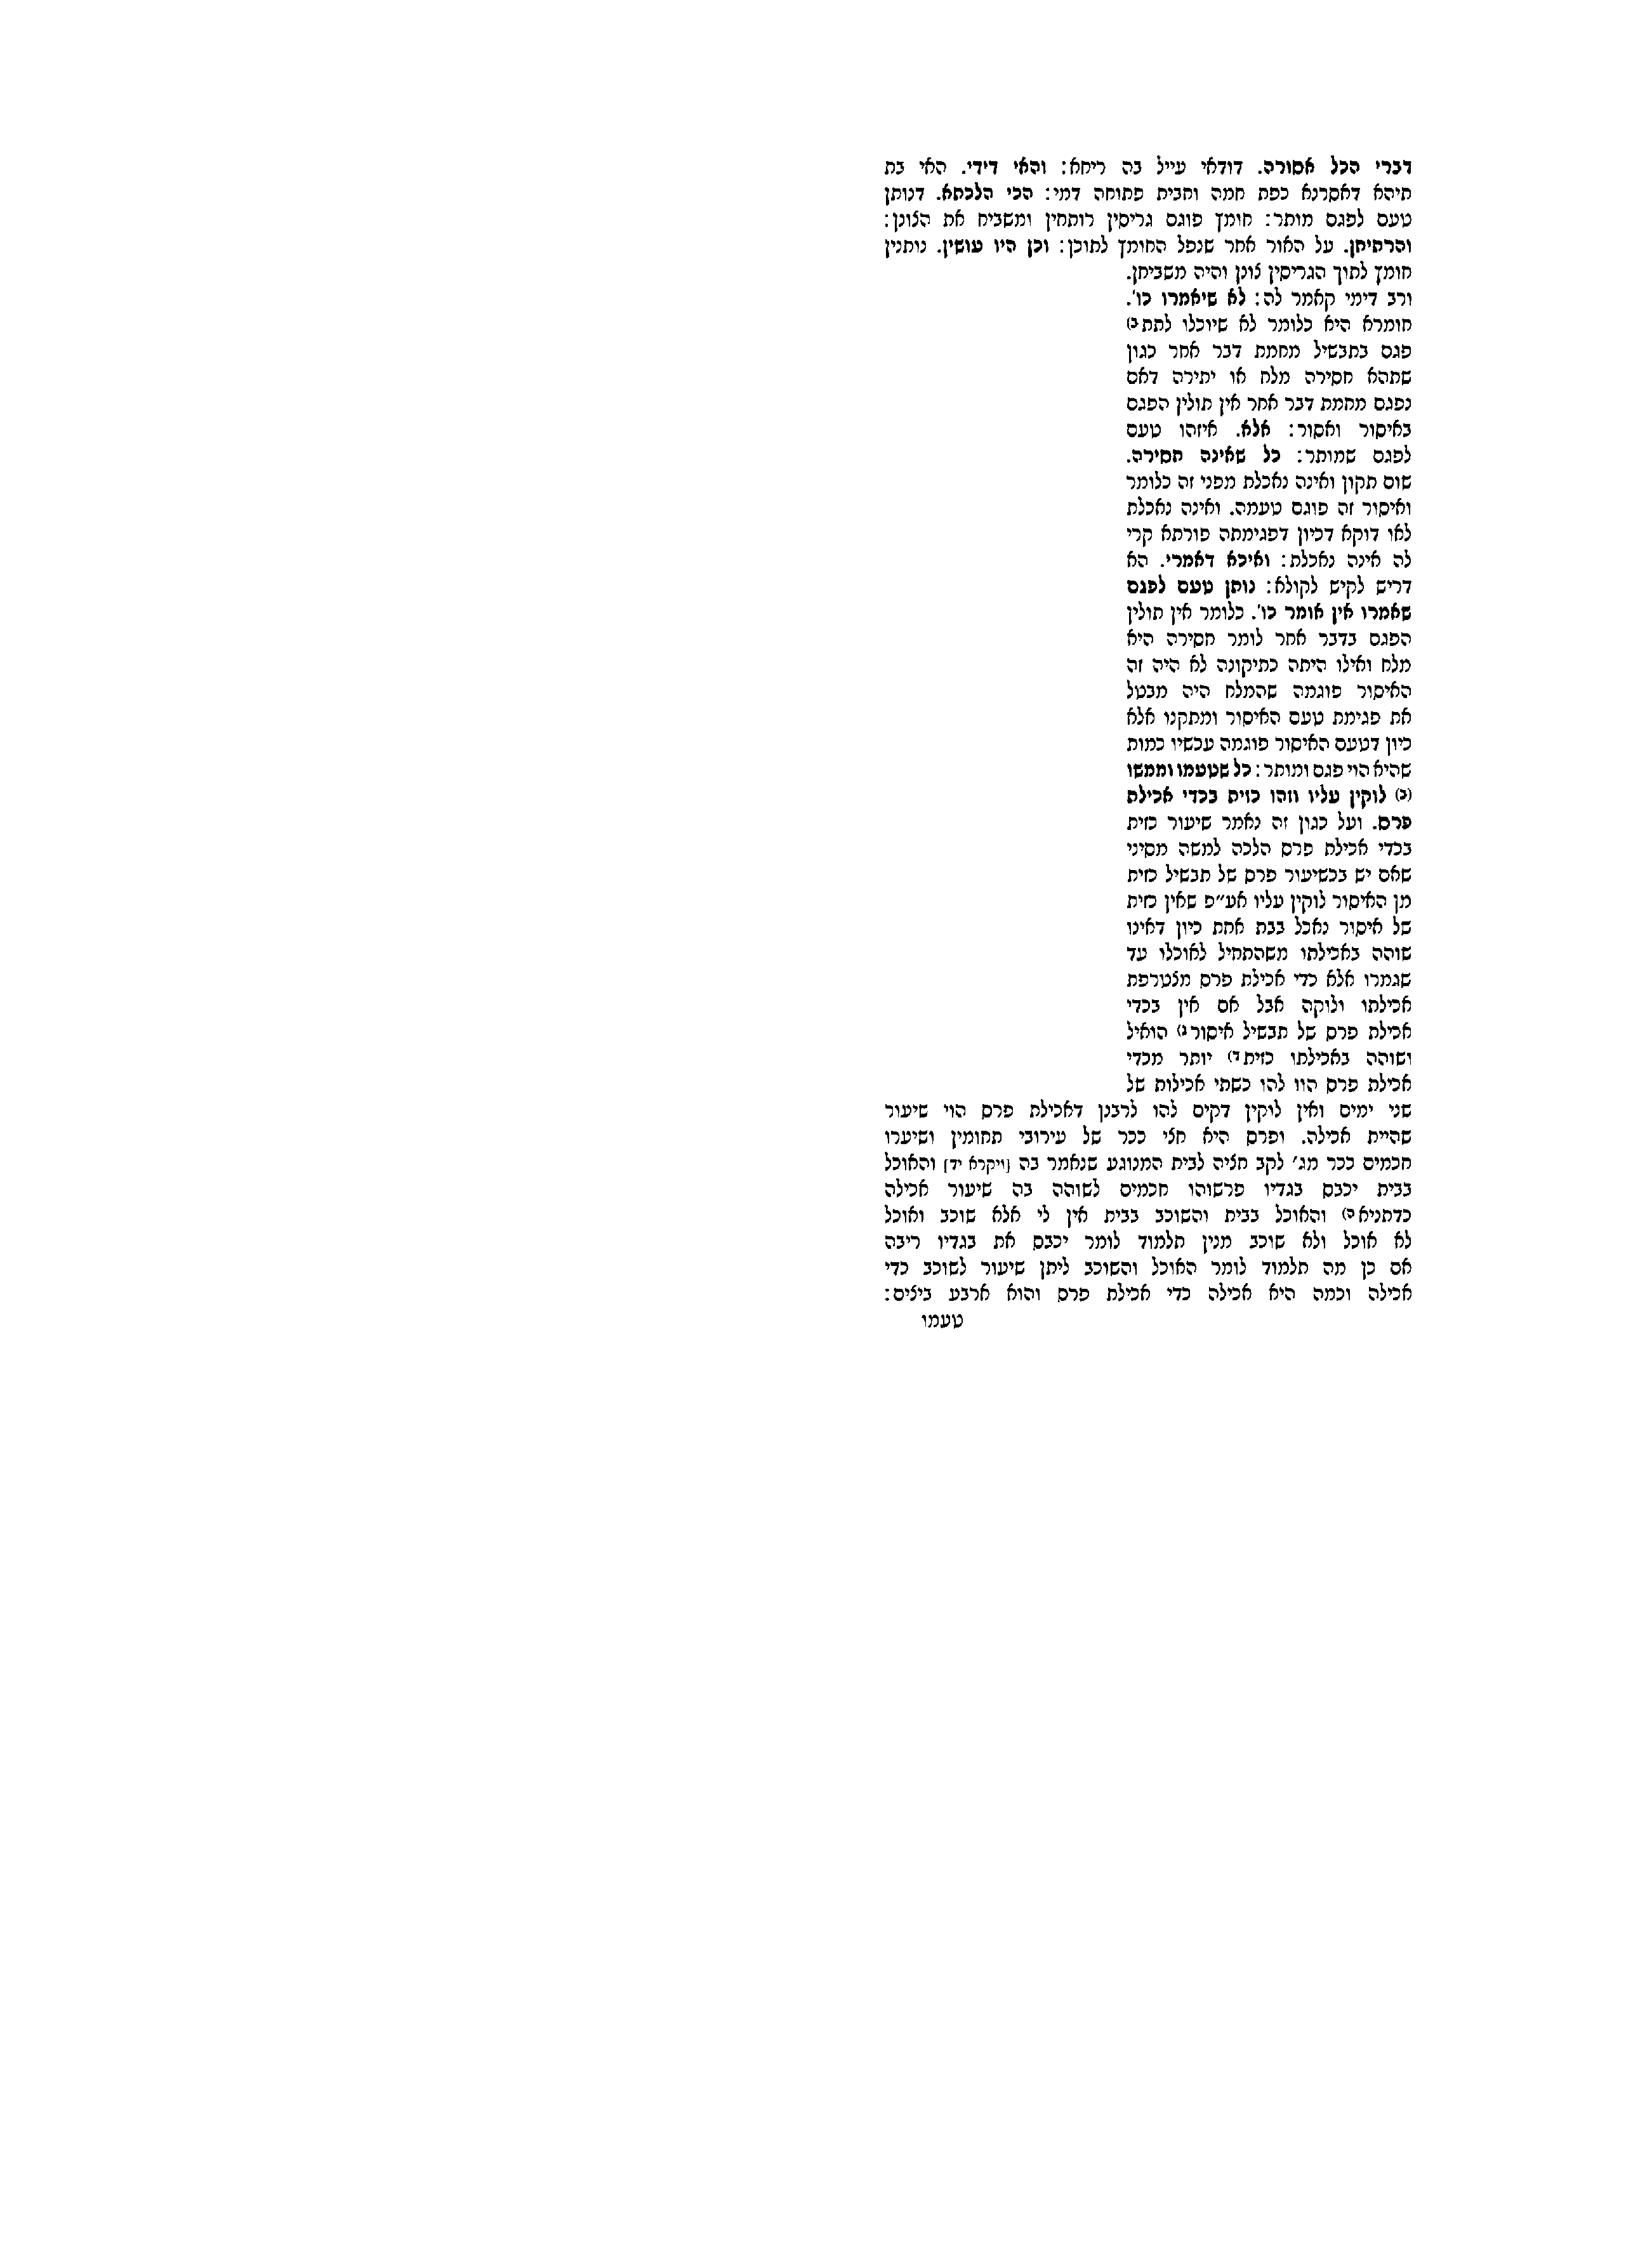 דברי הכל אסורה. דודאי עייל בה ריחא: והאי דידי. האי בת
תיהא דאסרנא כפת חמה וחבית פתוחה דמי: הכי הלכתא. דנותן
טעם לפגם מותר: חומץ פוגם גריסין רותחין ומשביח את הצונן:
והרתיחן. על האור אחר שנפל החומץ לתוכן: וכן היו עושין. נותנין
חומץ לתוך הגריסין צונן והיה משביחן.
ורב דימי קאמר לה: לא שיאמרו כו'.
חומרא היא כלומר לא שיוכלו לתת ב)
פגם בתבשיל מחמת דבר אחר כגון
שתהא חסירה מלח או יתירה דאם
נפגם מחמת דבר אחר אין תולין הפגם
באיסור ואסור: אלא. איזהו טעם
לפגם שמותר: כל שאינה חסירה.
שום תקון ואינה נאכלת מפני זה כלומר
ואיסור זה פוגם טעמה. ואינה נאכלת
לאו דוקא דכיון דפגימתה פורתא קרי
לה אינה נאכלת: ואיכא דאמרי. הא
דריש לקיש לקולא: נותן טעם לפגם
שאמרו אין אומר כו'. כלומר אין תולין
הפגם בדבר אחר לומר חסירה היא
מלח ואילו היתה כתיקונה לא היה זה
האיסור פוגמה שהמלח היה מבטל
את פגימת טעם האיסור ומתקנו אלא
כיון דטעם האיסור פוגמה עכשיו כמות
שהיא הוי פגם ומותר: כל שטעמו וממשו
(ב) לוקין עליו וזהו כזית בכדי אכילת
פרס. ועל כגון זה נאמר שיעור כזית
בכדי אכילת פרס הלכה למשה מסיני
שאם יש בכשיעור פרס של תבשיל כזית
מן האיסור לוקין עליו אע״פ שאין כזית
של איסור נאכל בבת אחת כיון דאינו
שוהה באכילתו משהתחיל לאוכלו עד
שגמרו אלא כדי אכילת פרס מצטרפת
אכילתו ולוקה אבל אם אין בכדי
אכילת פרס של תבשיל איסור ג) הואיל
ושוהה באכילתו כזית ד) יותר מכדי
אכילת פרס הוו להו כשתי אכילות של
שני ימים ואין לוקין דקים להו לרבנן דאכילת פרס הוי שיעור
שהיית אכילה. ופרס היא חצי ככר של עירובי תחומין ושיערו
חכמים ככר מג׳ לקב חציה לבית המנוגע שנאמר בה [ויקרא יד] והאוכל
בבית יכבס בגדיו פרשוהו חכמים לשוהה בה שיעור אכילה
כדתניא ה) והאוכל בבית והשוכב בבית אין לי אלא שוכב ואוכל
לא אוכל ולא שוכב מנין תלמוד לומר יכבס את בגדיו ריבה
אם כן מה תלמוד לומר האוכל והשוכב ליתן שיעור לשוכב כדי
אכילה וכמה היא אכילה כדי אכילת פרס והוא ארבע ביצים:
טעמו